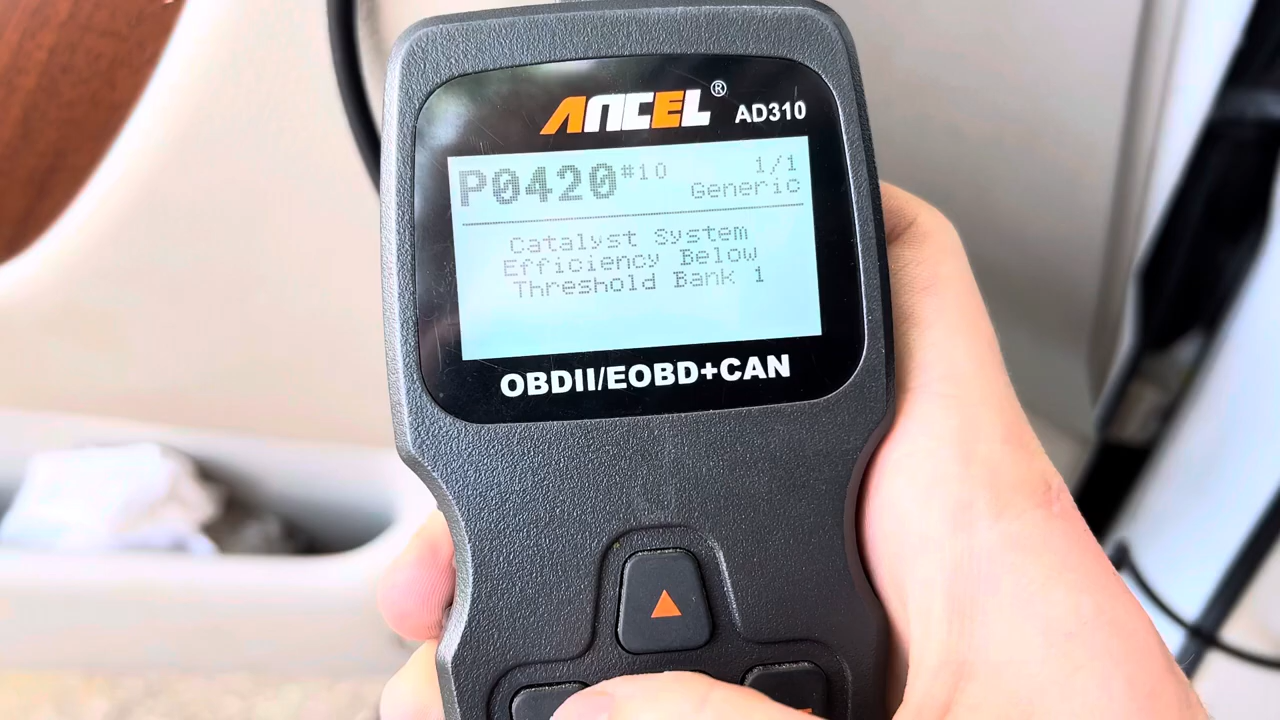 ANCEL® AD310
P0420 #10 1/1
Generic
Catalyst System
Efficiency Below
Threshold Bank 1
OBDII/EOBD+CAN